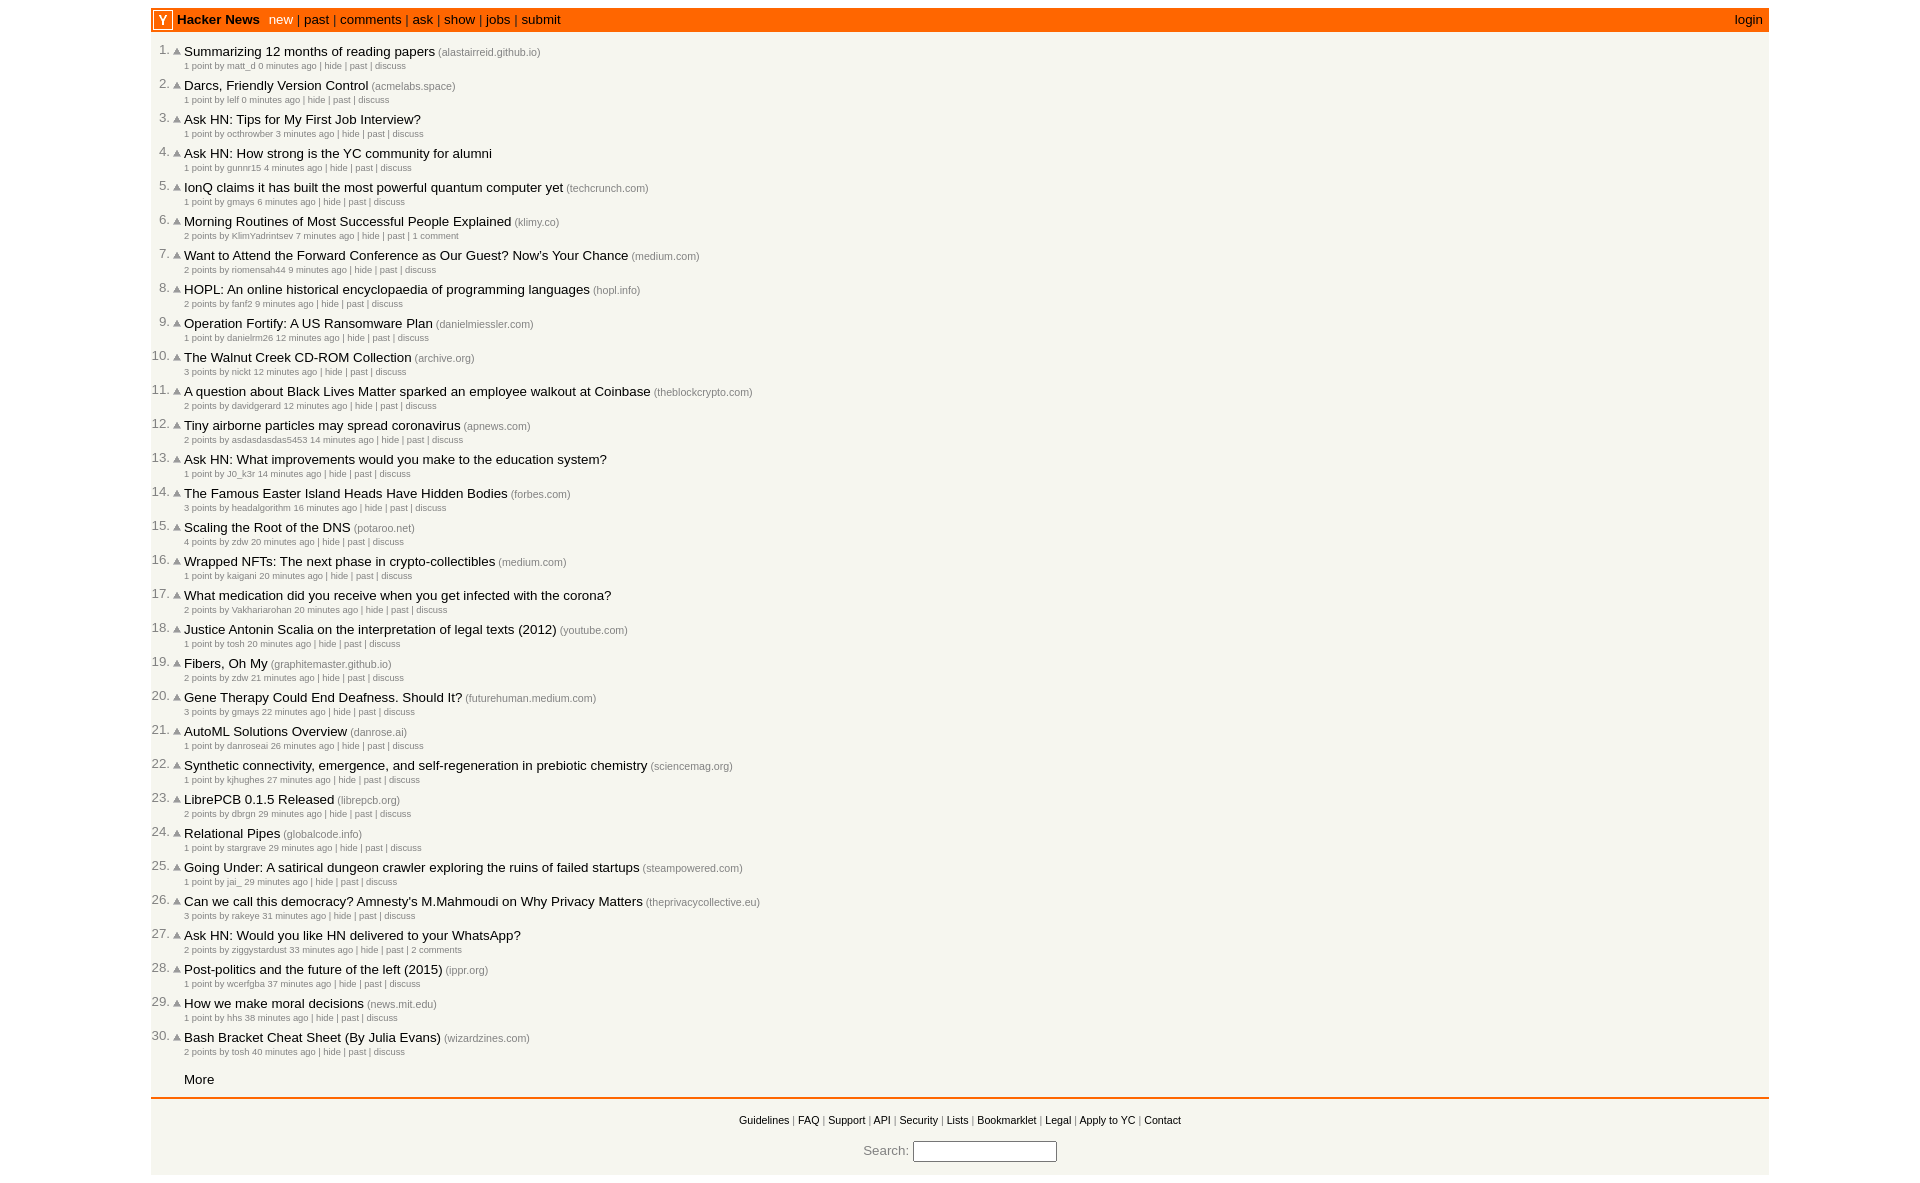 Y Hacker News new | past | comments | ask | show | jobs | submit login
1. Summarizing 12 months of reading papers (alastairreid.github.io)
1 point by matt_d 0 minutes ago | hide | past | discuss
2. Darcs, Friendly Version Control (acmelabs.space)
1 point by lelf 0 minutes ago | hide | past | discuss
3. Ask HN: Tips for My First Job Interview?
1 point by octhrowber 3 minutes ago | hide | past | discuss
4. Ask HN: How strong is the YC community for alumni
1 point by gunnr15 4 minutes ago | hide | past | discuss
5. IonQ claims it has built the most powerful quantum computer yet (techcrunch.com)
1 point by gmays 6 minutes ago | hide | past | discuss
6. Morning Routines of Most Successful People Explained (klimy.co)
2 points by KlimYadrintsev 7 minutes ago | hide | past | 1 comment
7. Want to Attend the Forward Conference as Our Guest? Now's Your Chance (medium.com)
2 points by riomensah44 9 minutes ago | hide | past | discuss
8. HOPL: An online historical encyclopaedia of programming languages (hopl.info)
2 points by fanf2 9 minutes ago | hide | past | discuss
9. Operation Fortify: A US Ransomware Plan (danielmiessler.com)
1 point by danielrm26 12 minutes ago | hide | past | discuss
10. The Walnut Creek CD-ROM Collection (archive.org)
3 points by nickt 12 minutes ago | hide | past | discuss
11. A question about Black Lives Matter sparked an employee walkout at Coinbase (theblockcrypto.com)
2 points by davidgerard 12 minutes ago | hide | past | discuss
12. Tiny airborne particles may spread coronavirus (apnews.com)
2 points by asdasdasdas5453 14 minutes ago | hide | past | discuss
13. Ask HN: What improvements would you make to the education system?
1 point by J0_k3r 14 minutes ago | hide | past | discuss
14. The Famous Easter Island Heads Have Hidden Bodies (forbes.com)
3 points by headalgorithm 16 minutes ago | hide | past | discuss
15. Scaling the Root of the DNS (potaroo.net)
4 points by zdw 20 minutes ago | hide | past | discuss
16. Wrapped NFTs: The next phase in crypto-collectibles (medium.com)
1 point by kaigani 20 minutes ago | hide | past | discuss
17. What medication did you receive when you get infected with the corona?
2 points by Vakhariarohan 20 minutes ago | hide | past | discuss
18. Justice Antonin Scalia on the interpretation of legal texts (2012) (youtube.com)
1 point by tosh 20 minutes ago | hide | past | discuss
19. Fibers, Oh My (graphitemaster.github.io)
2 points by zdw 21 minutes ago | hide | past | discuss
20. Gene Therapy Could End Deafness. Should It? (futurehuman.medium.com)
3 points by gmays 22 minutes ago | hide | past | discuss
21. AutoML Solutions Overview (danrose.ai)
1 point by danroseai 26 minutes ago | hide | past | discuss
22. Synthetic connectivity, emergence, and self-regeneration in prebiotic chemistry (sciencemag.org)
1 point by kjhughes 27 minutes ago | hide | past | discuss
23. LibrePCB 0.1.5 Released (librepcb.org)
2 points by dbrgn 29 minutes ago | hide | past | discuss
24. Relational Pipes (globalcode.info)
1 point by stargrave 29 minutes ago | hide | past | discuss
25. Going Under: A satirical dungeon crawler exploring the ruins of failed startups (steampowered.com)
1 point by jai_ 29 minutes ago | hide | past | discuss
26. Can we call this democracy? Amnesty's M.Mahmoudi on Why Privacy Matters (theprivacycollective.eu)
3 points by rakeye 31 minutes ago | hide | past | discuss
27. Ask HN: Would you like HN delivered to your WhatsApp?
2 points by ziggystardust 33 minutes ago | hide | past | 2 comments
28. Post-politics and the future of the left (2015) (ippr.org)
1 point by wcerfgba 37 minutes ago | hide | past | discuss
29. How we make moral decisions (news.mit.edu)
1 point by hhs 38 minutes ago | hide | past | discuss
30. Bash Bracket Cheat Sheet (By Julia Evans) (wizardzines.com)
2 points by tosh 40 minutes ago | hide | past | discuss
More
Guidelines | FAQ | Support | API | Security | Lists | Bookmarklet | Legal | Apply to YC | Contact
Search: